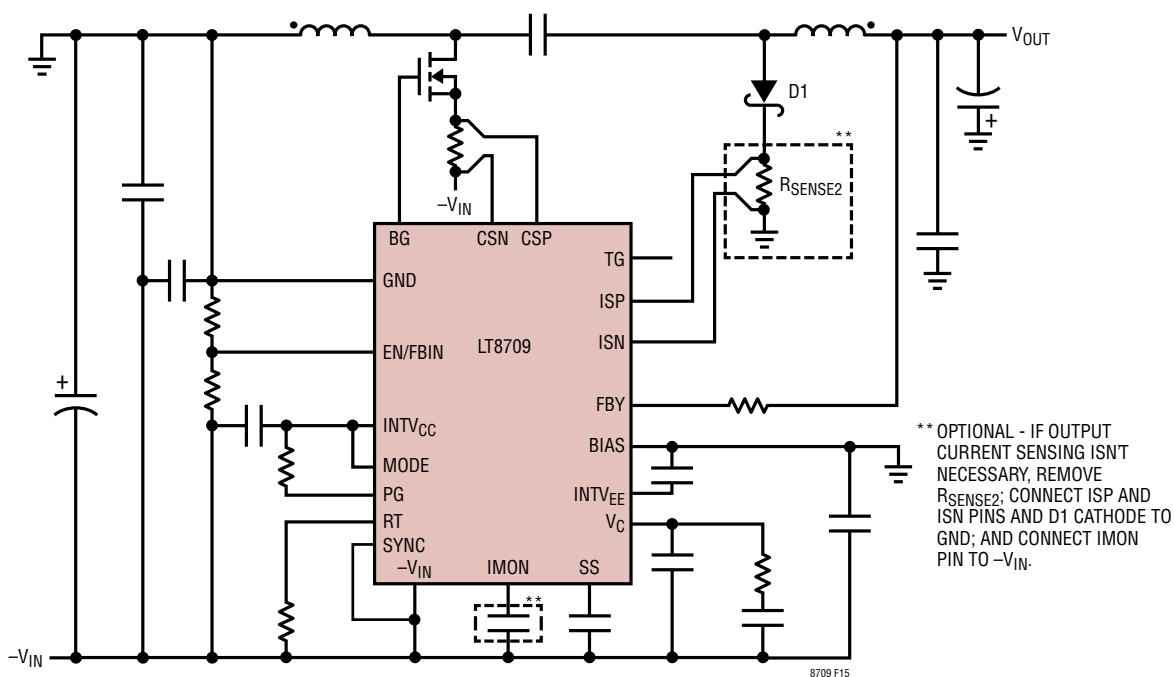 V_OUT
D1
**
R_SENSE2
–V_IN
BG
CSN
CSP
TG
GND
ISP
LT8709
ISN
EN/FBIN
+
+
FBY
INTV_CC
BIAS
MODE
INTV_EE
PG
RT
V_C
SYNC
–V_IN
IMON
SS
**
–V_IN
** OPTIONAL - IF OUTPUT
CURRENT SENSING ISN'T
NECESSARY, REMOVE
R_SENSE2; CONNECT ISP AND
ISN PINS AND D1 CATHODE TO
GND; AND CONNECT IMON
PIN TO –V_IN.
8709 F15